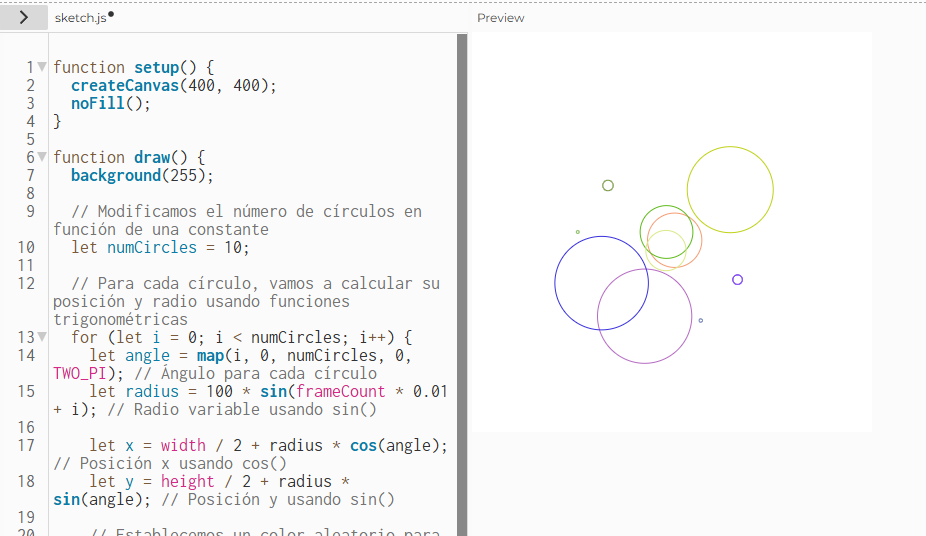 sketch.js
Preview
1 function setup() {
2 createCanvas(400, 400);
3 noFill();
4 }
5
6 function draw() {
7 background(255);
8
9 // Modificamos el número de círculos en
función de una constante
10 let numCircles = 10;
11
12 // Para cada círculo, vamos a calcular su
posición y radio usando funciones
trigonométricas
13 for (let i = 0; i < numCircles; i++) {
14 let angle = map(i, 0, numCircles, 0,
TWO_PI); // Ángulo para cada círculo
15 let radius = 100 * sin(frameCount * 0.01
+ i); // Radio variable usando sin()
16
17 let x = width / 2 + radius * cos(angle);
// Posición x usando cos()
18 let y = height / 2 + radius *
sin(angle); // Posición y usando sin()
19
20 // Establecemos un color aleatorio para